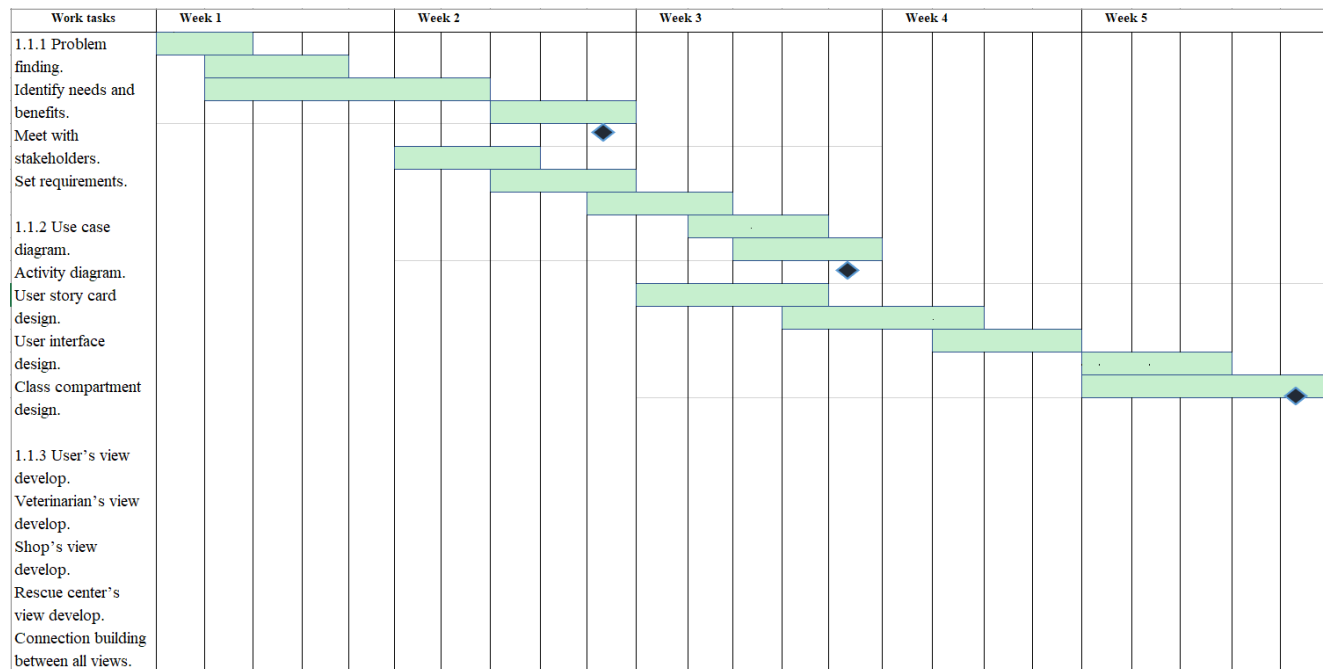 Work tasks Week 1 Week 2 Week 3 Week 4 Week 5
1.1.1 Problem
finding.
Identify needs and
benefits.
Meet with
stakeholders.
Set requirements.
1.1.2 Use case
diagram.
Activity diagram.
User story card
design.
User interface
design.
Class compartment
design.
1.1.3 User’s view
develop.
Veterinarian’s view
develop.
Shop’s view
develop.
Rescue center’s
view develop.
Connection building
between all views.